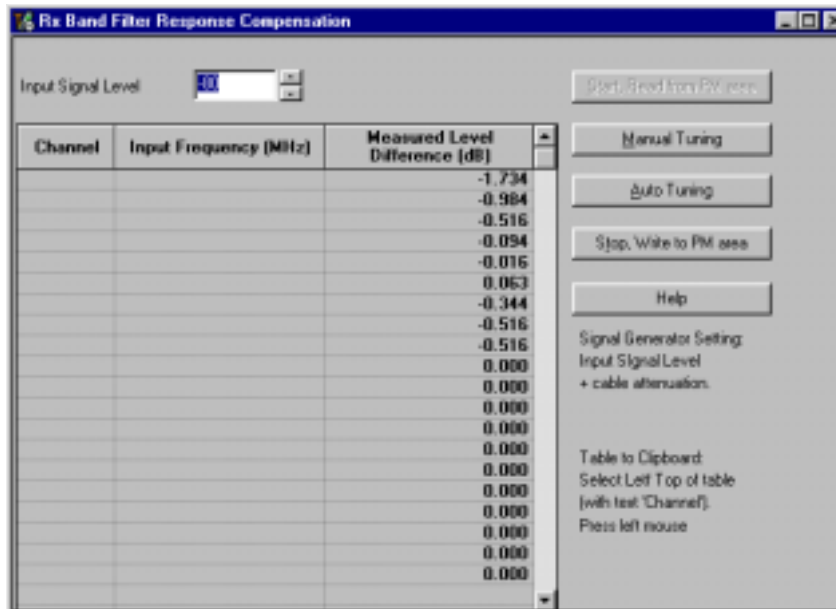 Rx Band Filter Response Compensation
Input Signal Level -80
Start, Read from PM area
Channel Input Frequency (MHz) Measured Level Difference (dB)
-1.734
-0.984
-0.516
-0.094
-0.016
0.063
-0.344
-0.516
-0.516
0.000
0.000
0.000
0.000
0.000
0.000
0.000
0.000
0.000
0.000
0.000
Manual Tuning
Auto Tuning
Stop, Write to PM area
Help
Signal Generator Setting:
Input SIgnal Level
+ cable attenuation.
Table to Clipboard:
Select Letf Top of table
(with text 'Channel').
Press left mouse